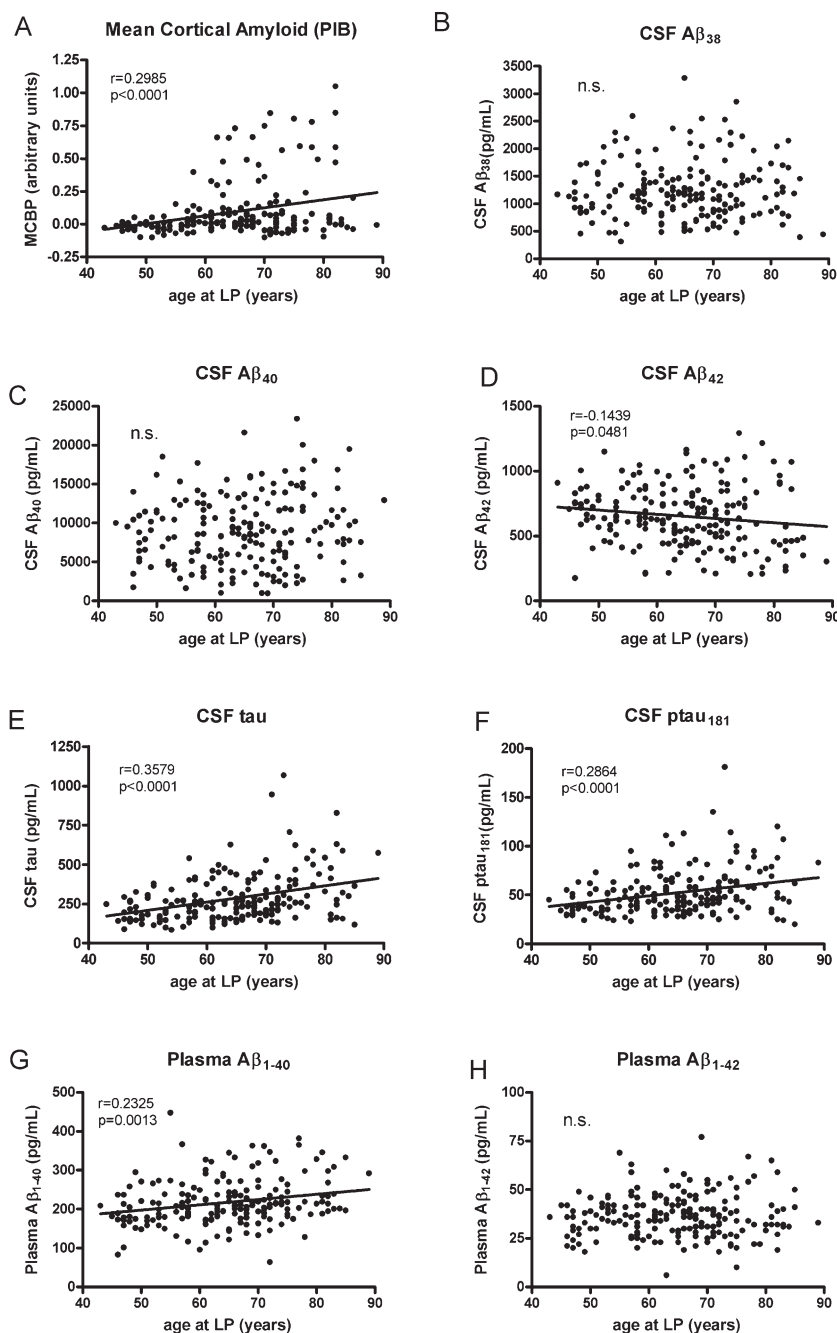 A
Mean Cortical Amyloid (PIB)
r=0.2985
p<0.0001
MCBP (arbitrary units)
1.25
1.00
0.75
0.50
0.25
0.00
-0.25
40 50 60 70 80 90
age at LP (years)
B
CSF Aβ₃₈
n.s.
CSF Aβ₃₈(pg/mL)
3500
3000
2500
2000
1500
1000
500
0
40 50 60 70 80 90
age at LP (years)
C
CSF Aβ₄₀
n.s.
CSF Aβ₄₀ (pg/mL)
25000
20000
15000
10000
5000
0
40 50 60 70 80 90
age at LP (years)
D
CSF Aβ₄₂
r=-0.1439
p=0.0481
CSF Aβ₄₂ (pg/mL)
1500
1000
500
0
40 50 60 70 80 90
age at LP (years)
E
CSF tau
r=0.3579
p<0.0001
CSF tau (pg/mL)
1250
1000
750
500
250
0
40 50 60 70 80 90
age at LP (years)
F
CSF ptau₁₈₁
r=0.2864
p<0.0001
CSF ptau₁₈₁(pg/mL)
200
150
100
50
0
40 50 60 70 80 90
age at LP (years)
G
Plasma Aβ₁₋₄₀
r=0.2325
p=0.0013
Plasma Aβ₁₋₄₀ (pg/mL)
500
400
300
200
100
0
40 50 60 70 80 90
age at LP (years)
H
Plasma Aβ₁₋₄₂
n.s.
Plasma Aβ₁₋₄₂ (pg/mL)
100
75
50
25
0
40 50 60 70 80 90
age at LP (years)